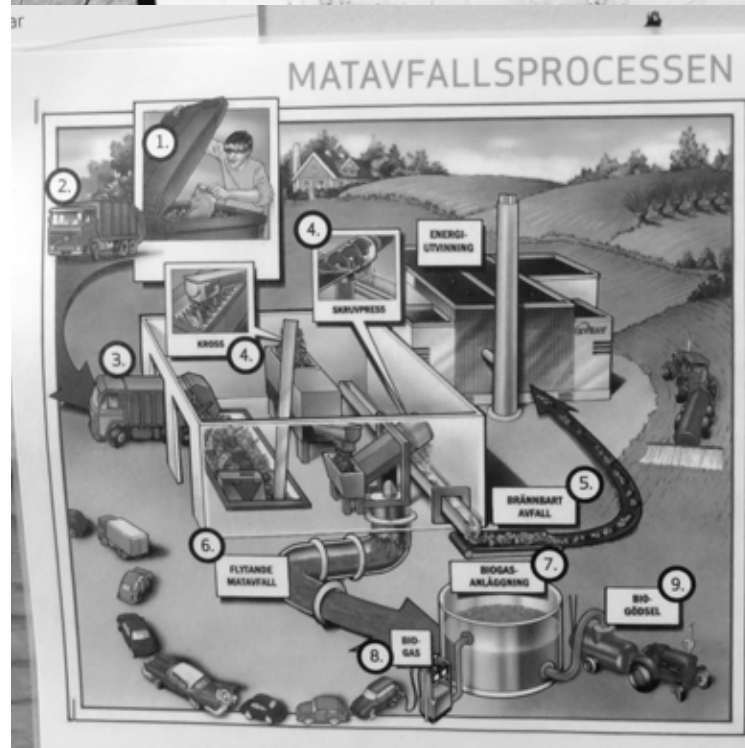 ar
MATAVFALLSPROCESSEN
1.
2.
4.
ENERGI-
UTVINNING
SKRUVPRESS
KROSS
4.
3.
5.
BRÄNNBART
AVFALL
6.
FLYTANDE
MATAVFALL
7.
BIOGAS-
ANLÄGGNING
9.
BIO-
GÖDSEL
8.
BIO-
GAS